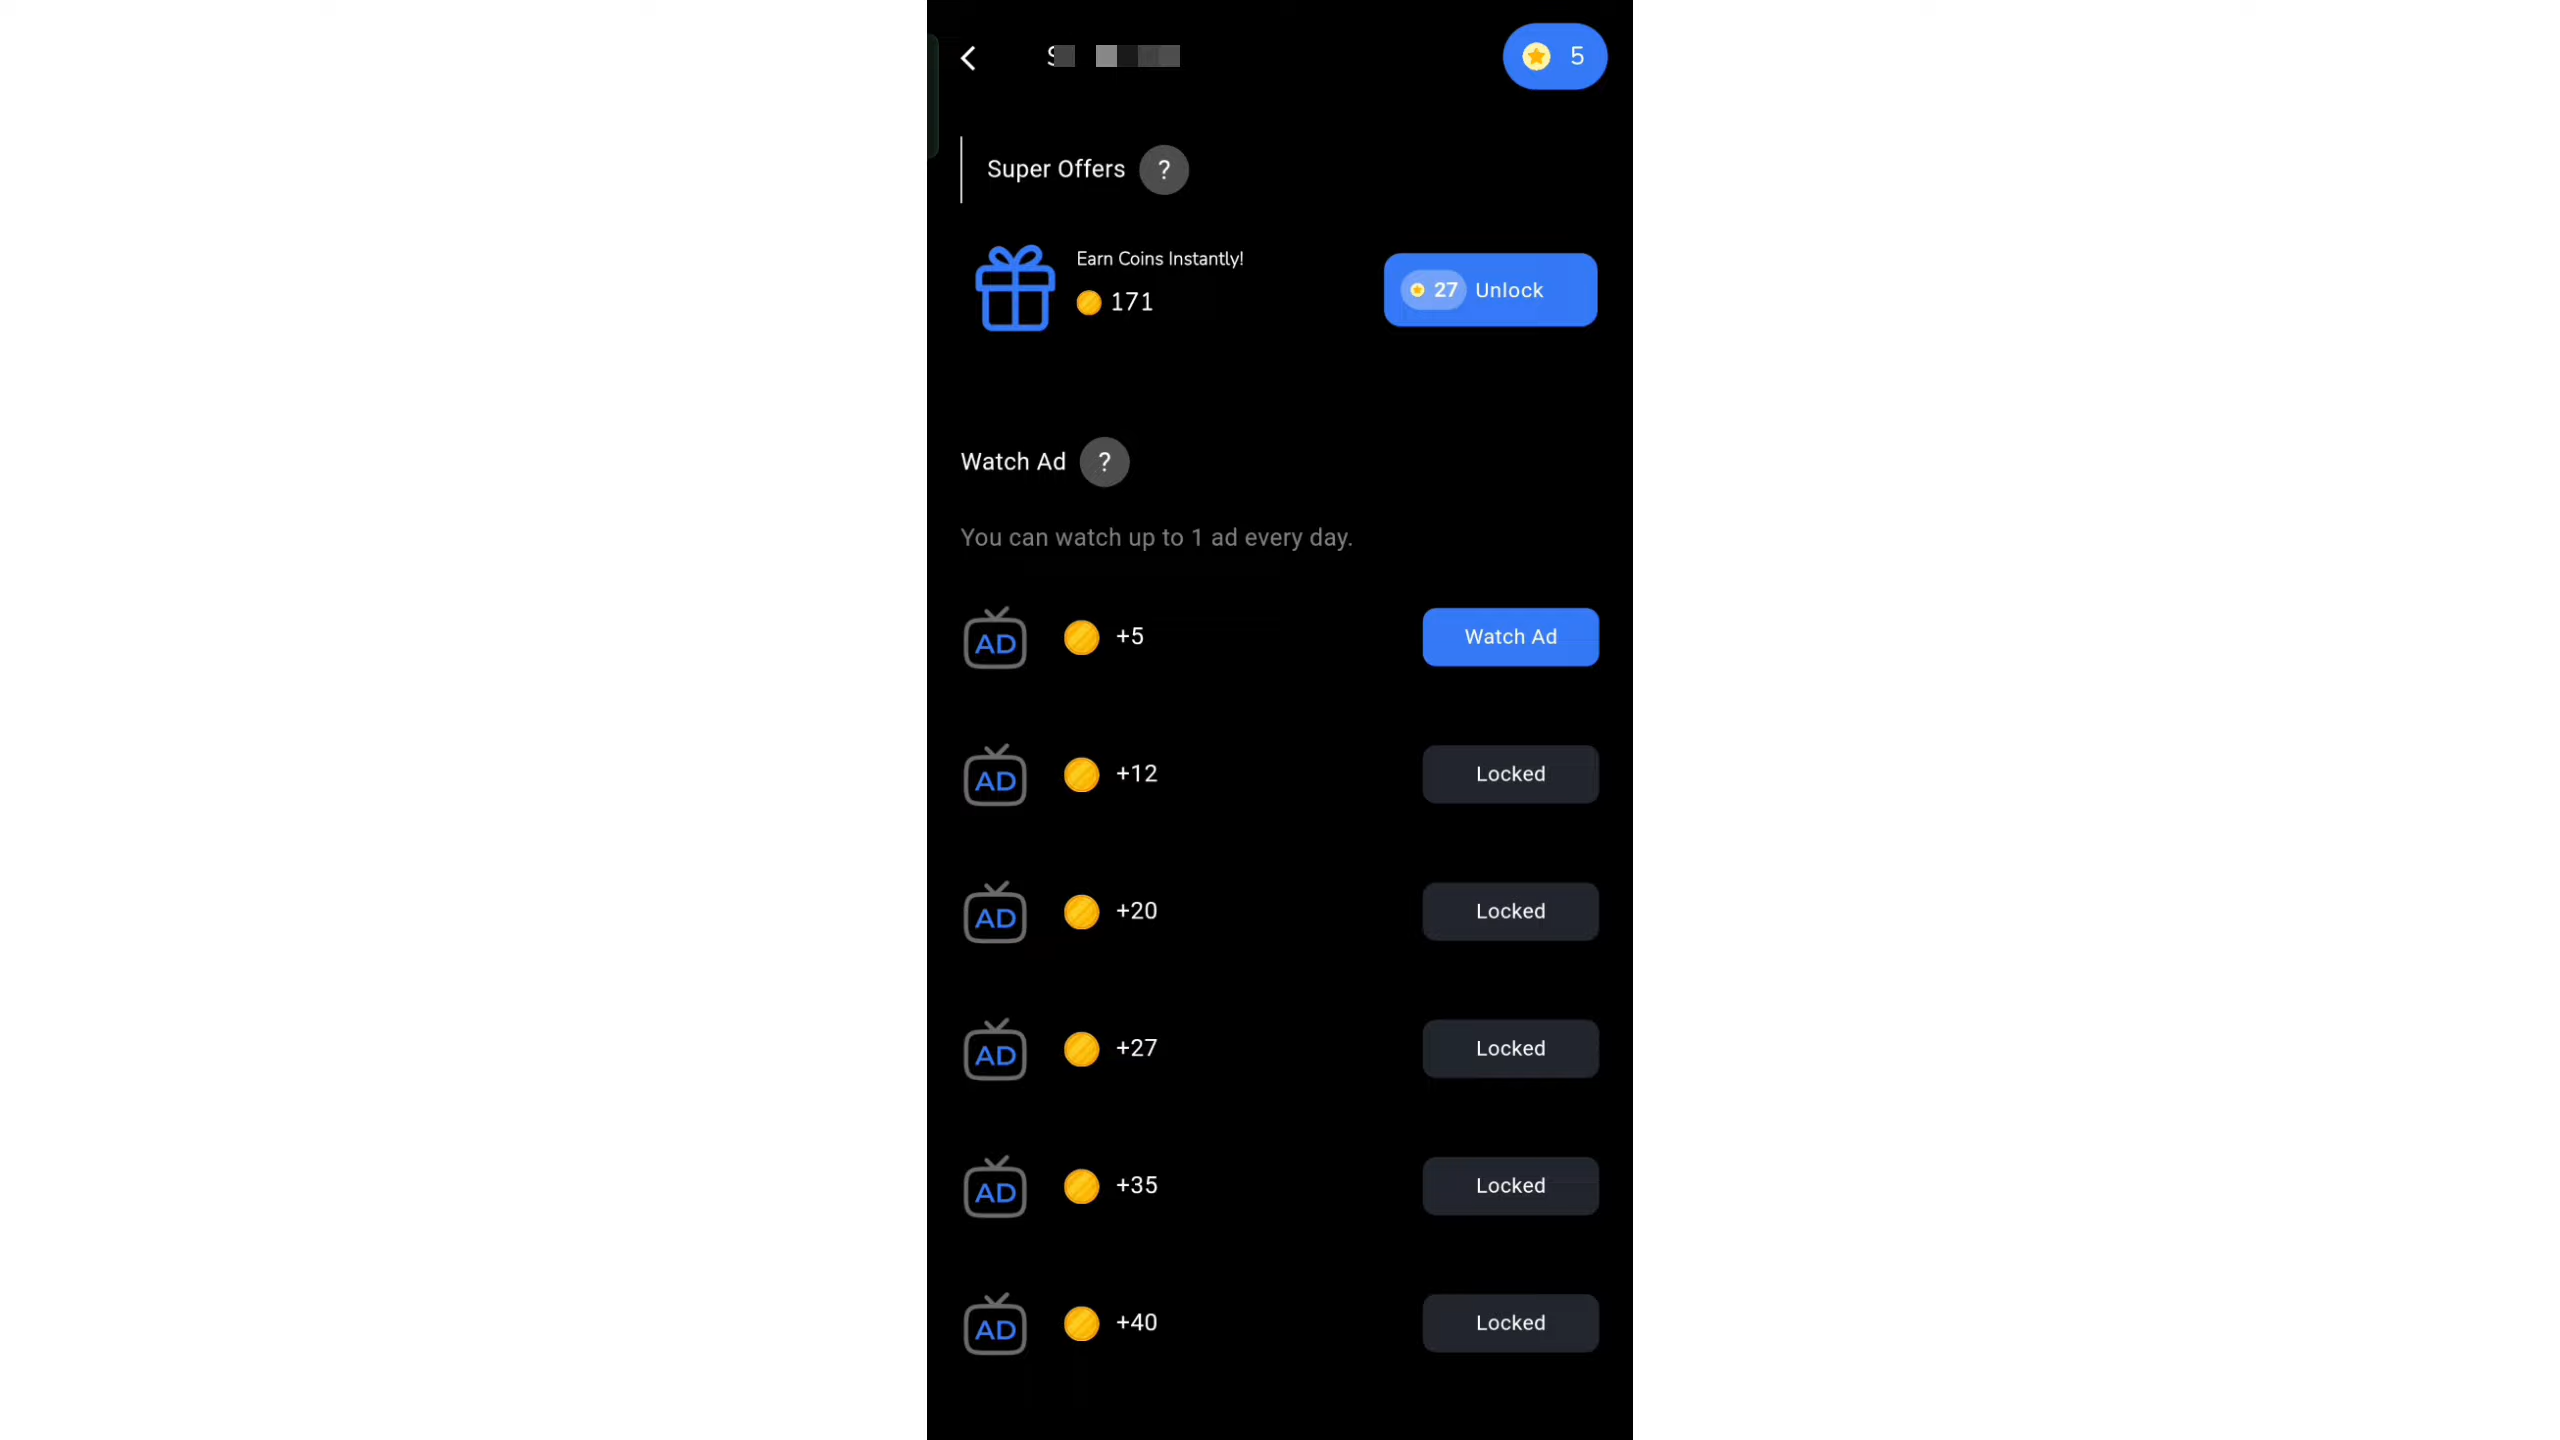 5
Super Offers ?
Earn Coins Instantly!
171
27 Unlock
Watch Ad ?
You can watch up to 1 ad every day.
AD +5 Watch Ad
AD +12 Locked
AD +20 Locked
AD +27 Locked
AD +35 Locked
AD +40 Locked